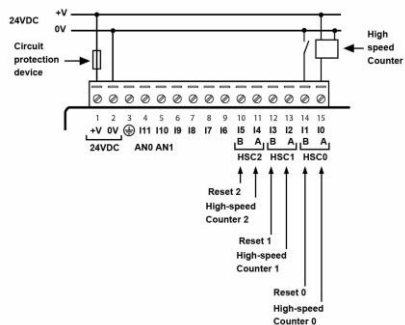 24VDC
+V
0V
Circuit
protection
device
High
speed
Counter
1 2 3 4 5 6 7 8 9 10 11 12 13 14 15
+V 0V I11 I10 I9 I8 I7 I6 I5 I4 I3 I2 I1 I0
B A B A B A
24VDC AN0 AN1 HSC2 HSC1 HSC0
Reset 2
High-speed
Counter 2
Reset 1
High-speed
Counter 1
Reset 0
High-speed
Counter 0